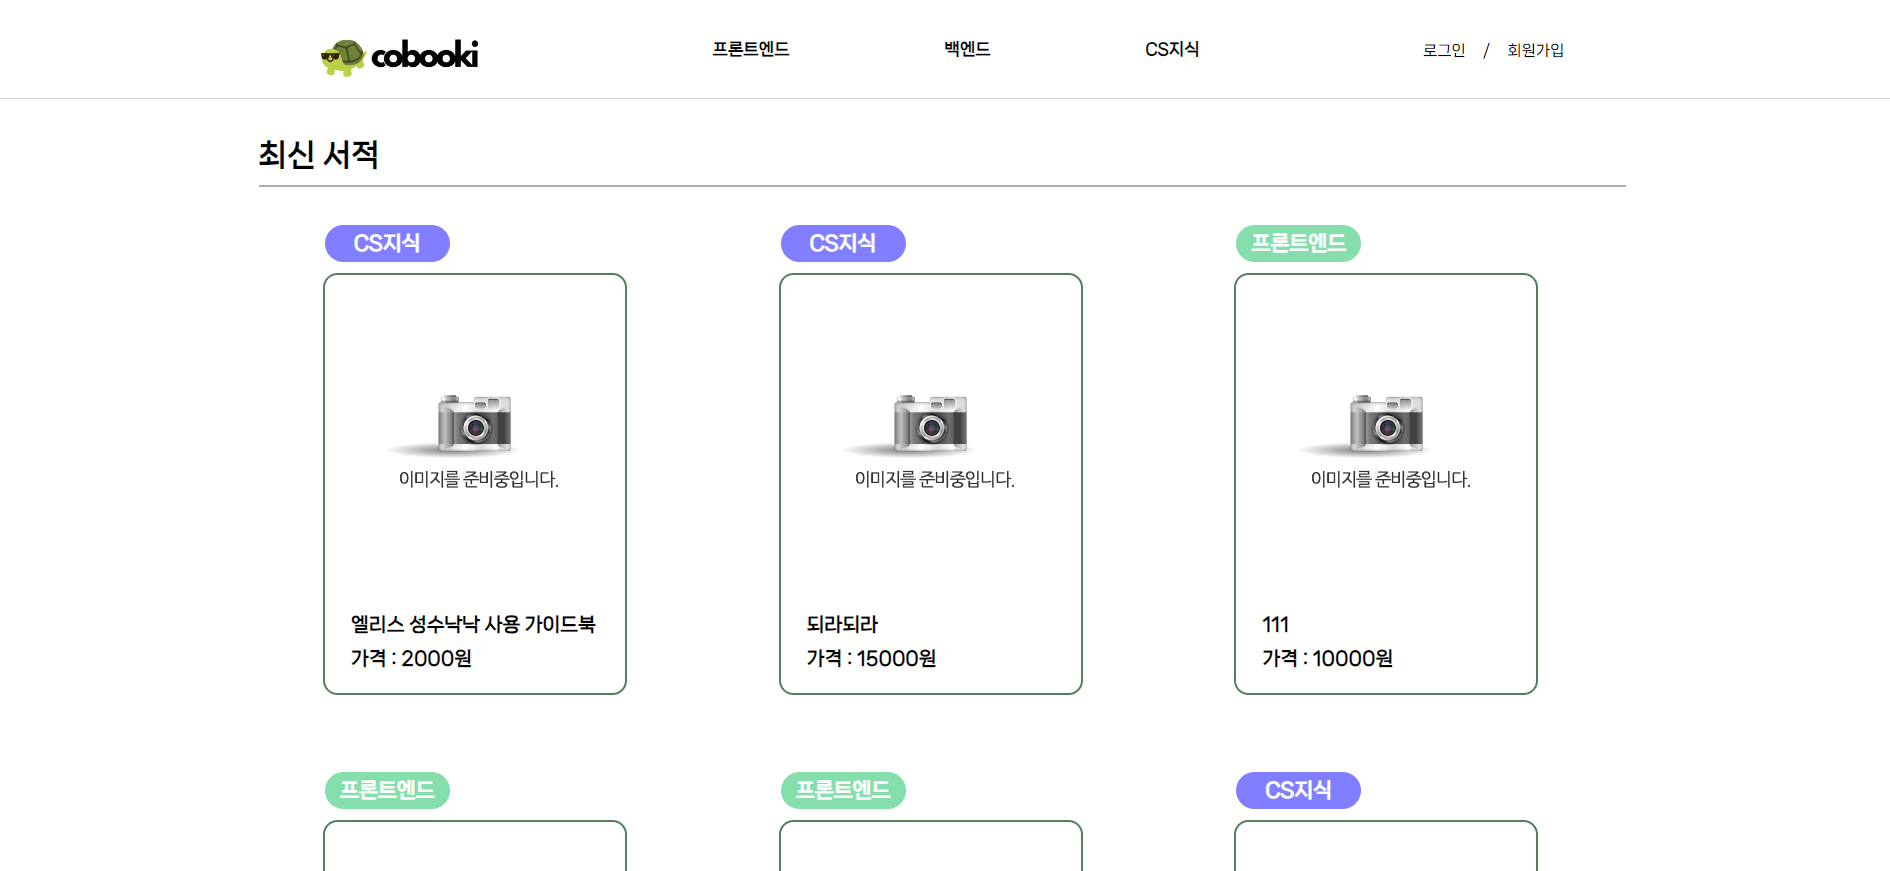 cobooki
프론트엔드
백엔드
CS지식
로그인 / 회원가입
최신 서적
CS지식
CS지식
프론트엔드
이미지를 준비중입니다.
이미지를 준비중입니다.
이미지를 준비중입니다.
엘리스 성수낙낙 사용 가이드북
가격 : 2000원
되라되라
가격 : 15000원
111
가격 : 10000원
프론트엔드
프론트엔드
CS지식